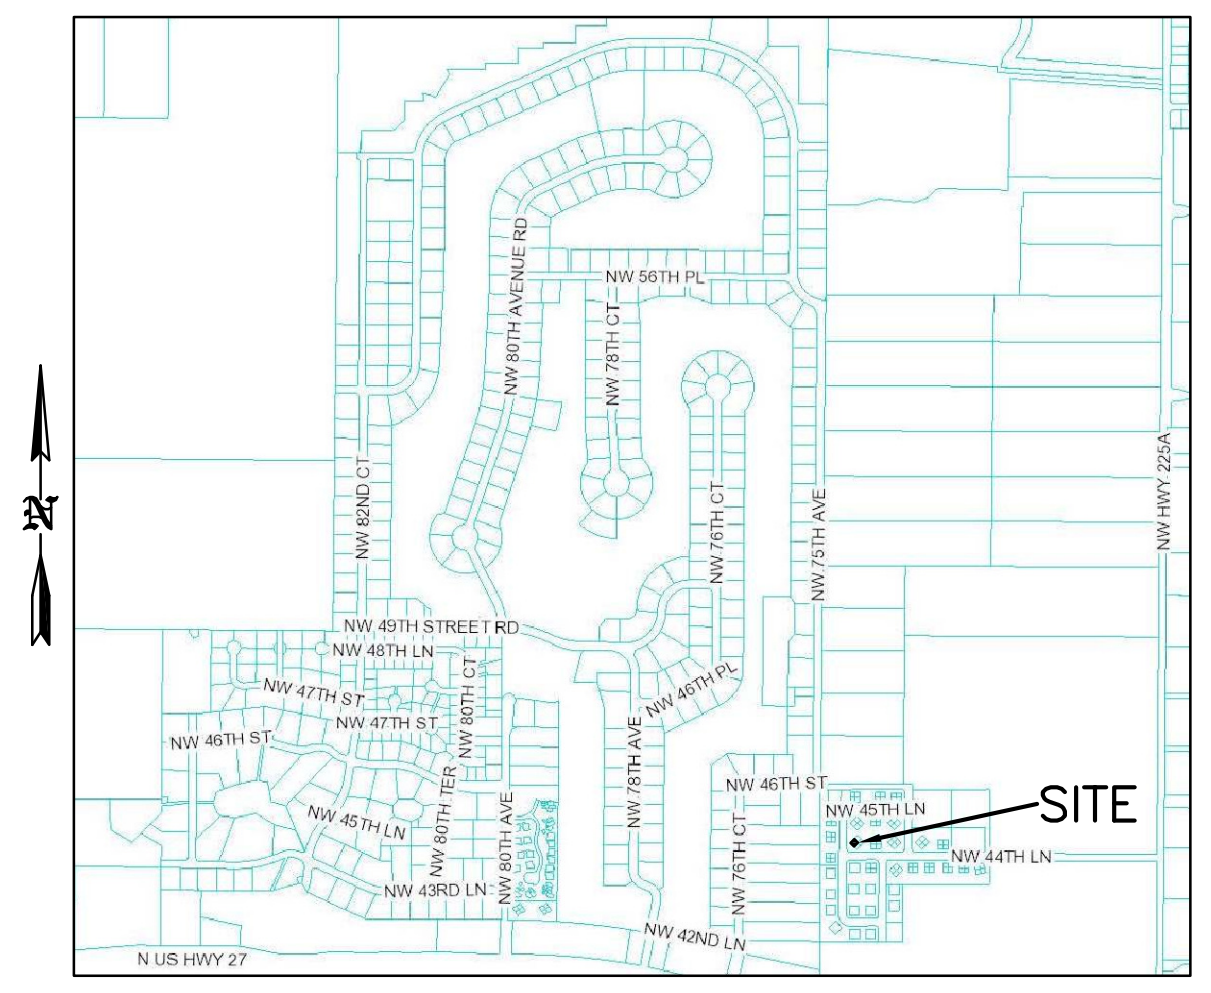 NW 80TH AVENUE RD
NW 56TH PL
NW 78TH CT
NW 82ND CT
NW 76TH CT
NW 75TH AVE
NW HWY 225A
N
NW 49TH STREET RD
NW 48TH LN
NW 80TH CT
NW 47TH ST
NW 46TH PL
NW 47TH ST
NW 46TH ST
NW 78TH AVE
NW 46TH ST
NW 80TH TER
NW 80TH AVE
NW 45TH LN
NW 45TH LN
SITE
NW 76TH CT
NW 44TH LN
NW 43RD LN
NW 42ND LN
N US HWY 27